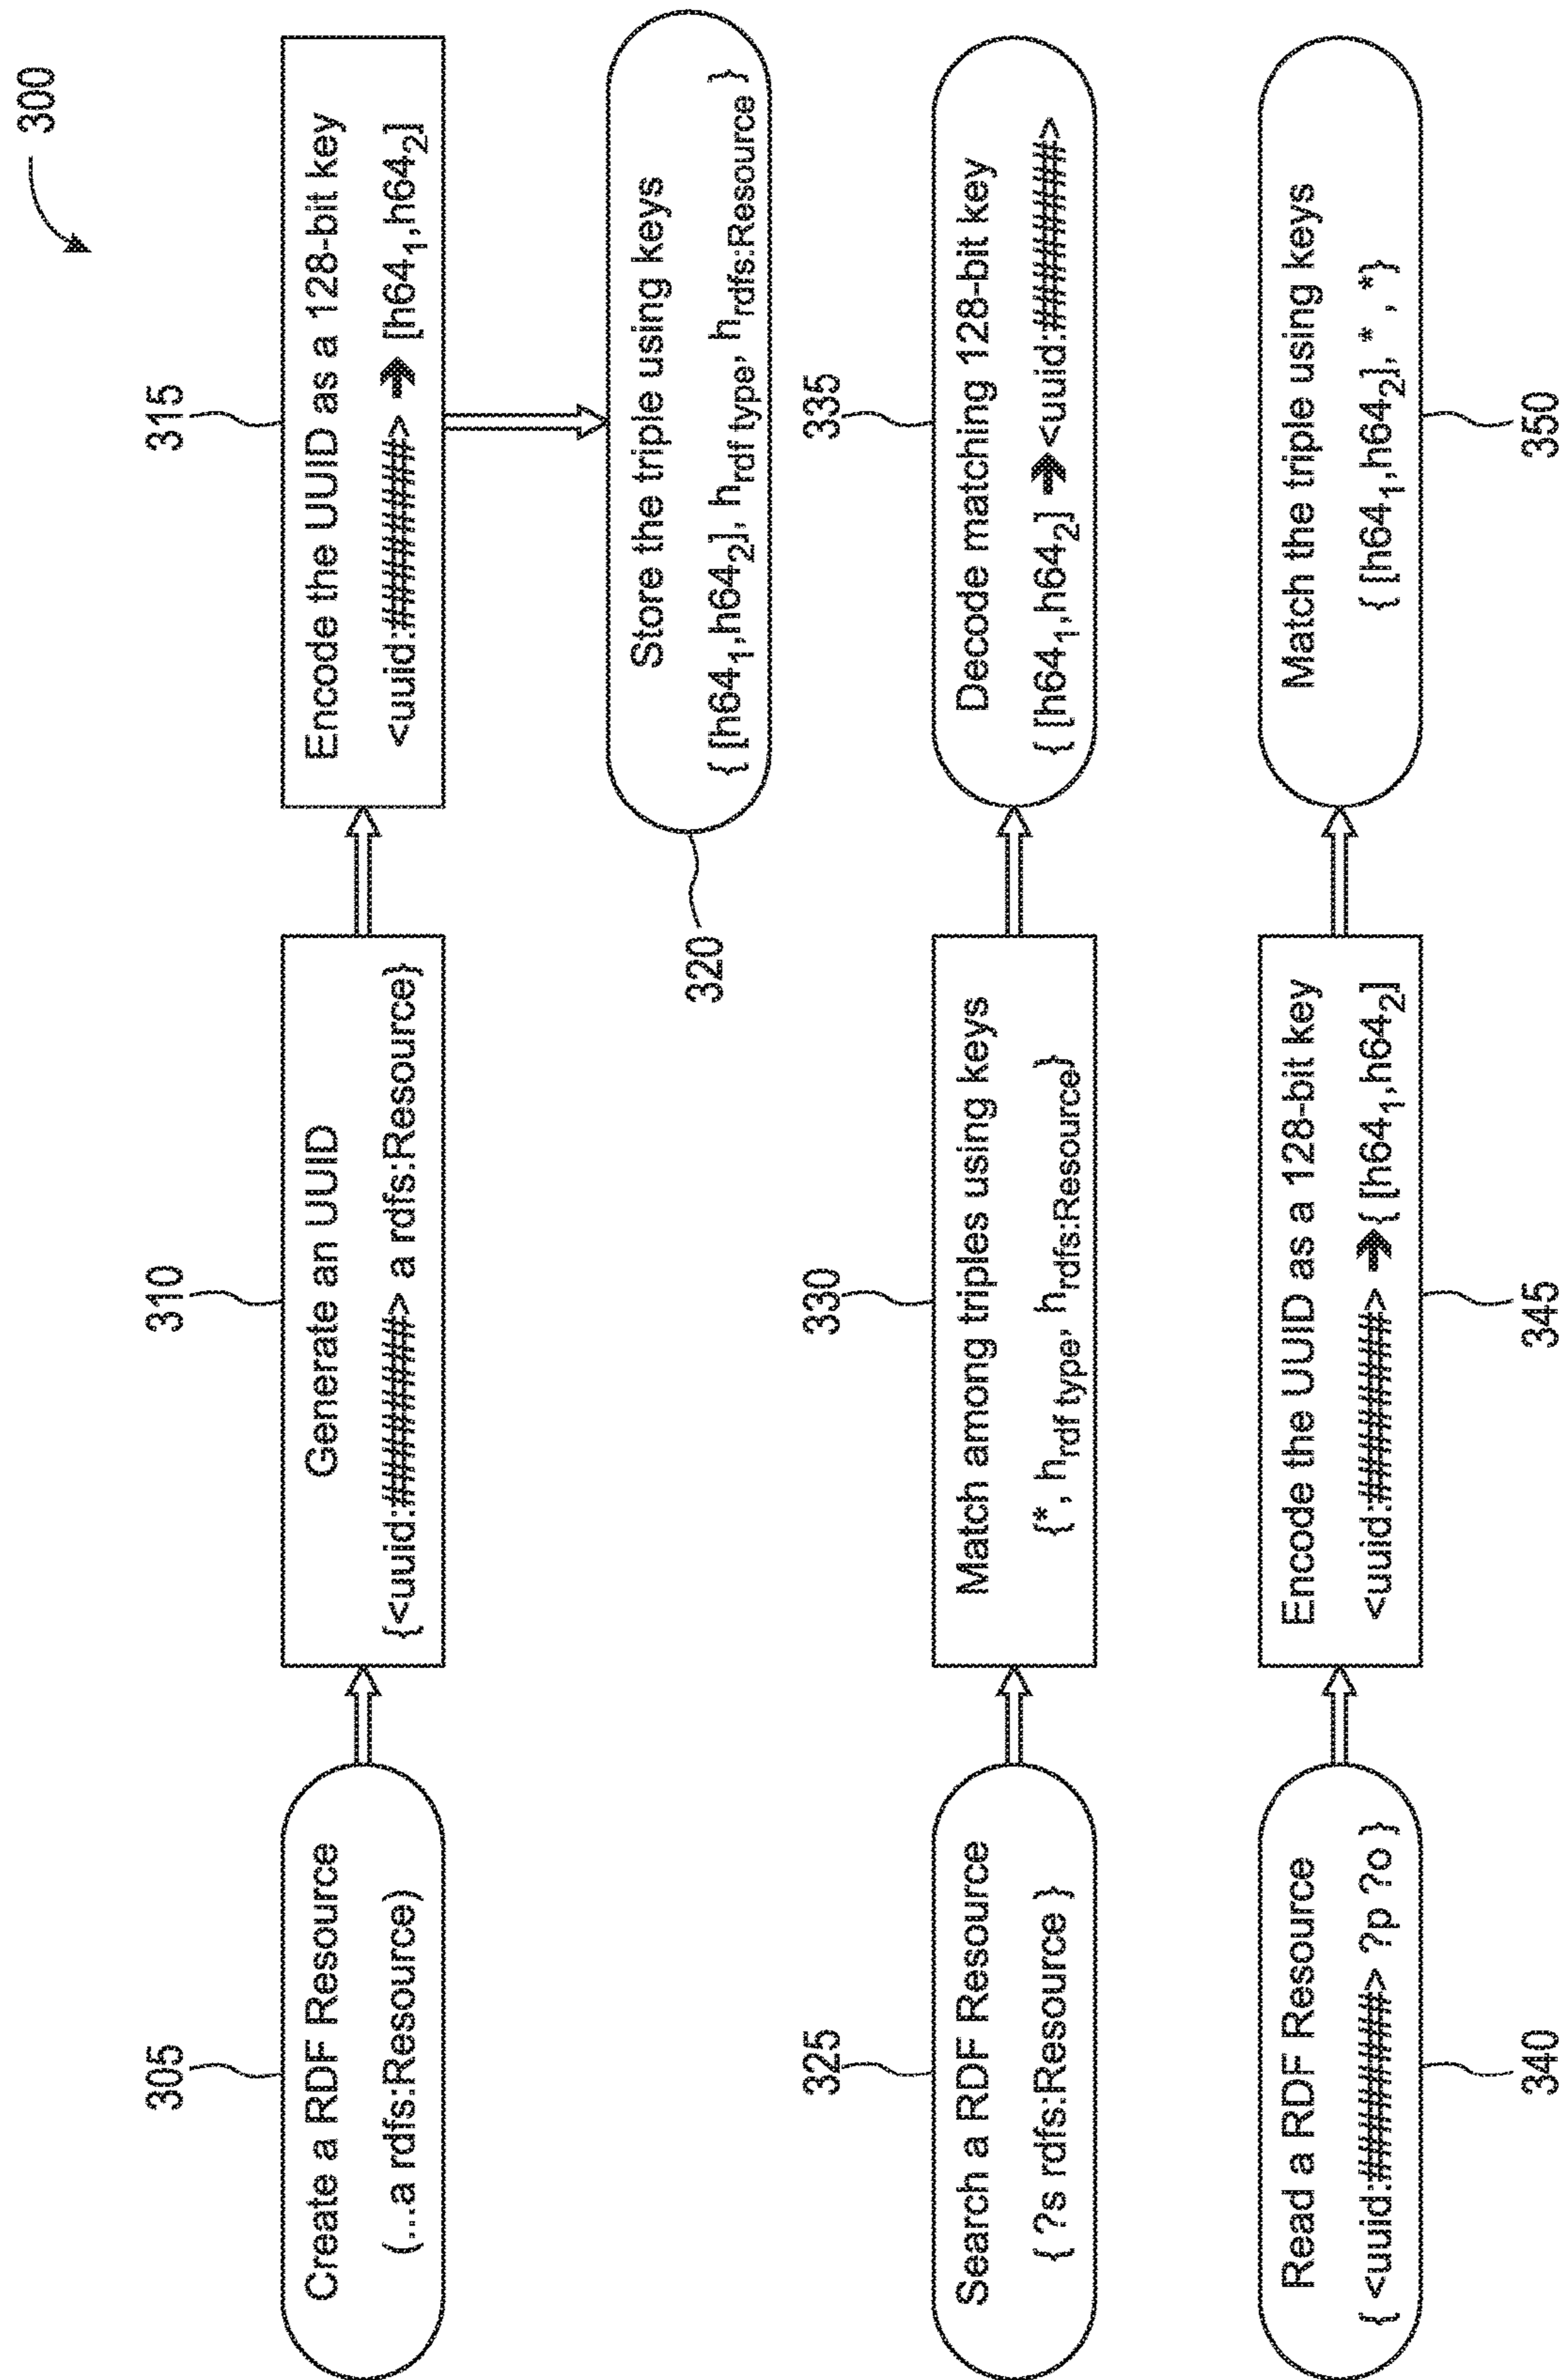 300
305
Create a RDF Resource
(...a rdfs:Resource)
310
Generate an UUID
{<uuid:########> a rdfs:Resource}
315
Encode the UUID as a 128-bit key
<uuid:########> ➔ [h64₁,h64₂]
320
Store the triple using keys
{ [h64₁,h64₂], h rdf type, h rdfs:Resource }
325
Search a RDF Resource
{ ?s rdfs:Resource }
330
Match among triples using keys
{*, h rdf type, h rdfs:Resource}
335
Decode matching 128-bit key
{ [h64₁,h64₂] ➔ <uuid:########>
Read a RDF Resource
{ <uuid:########> ?p ?o }
340
Encode the UUID as a 128-bit key
<uuid:########> ➔{ [h64₁,h64₂]
345
Match the triple using keys
{ [h64₁,h64₂], * , *}
350